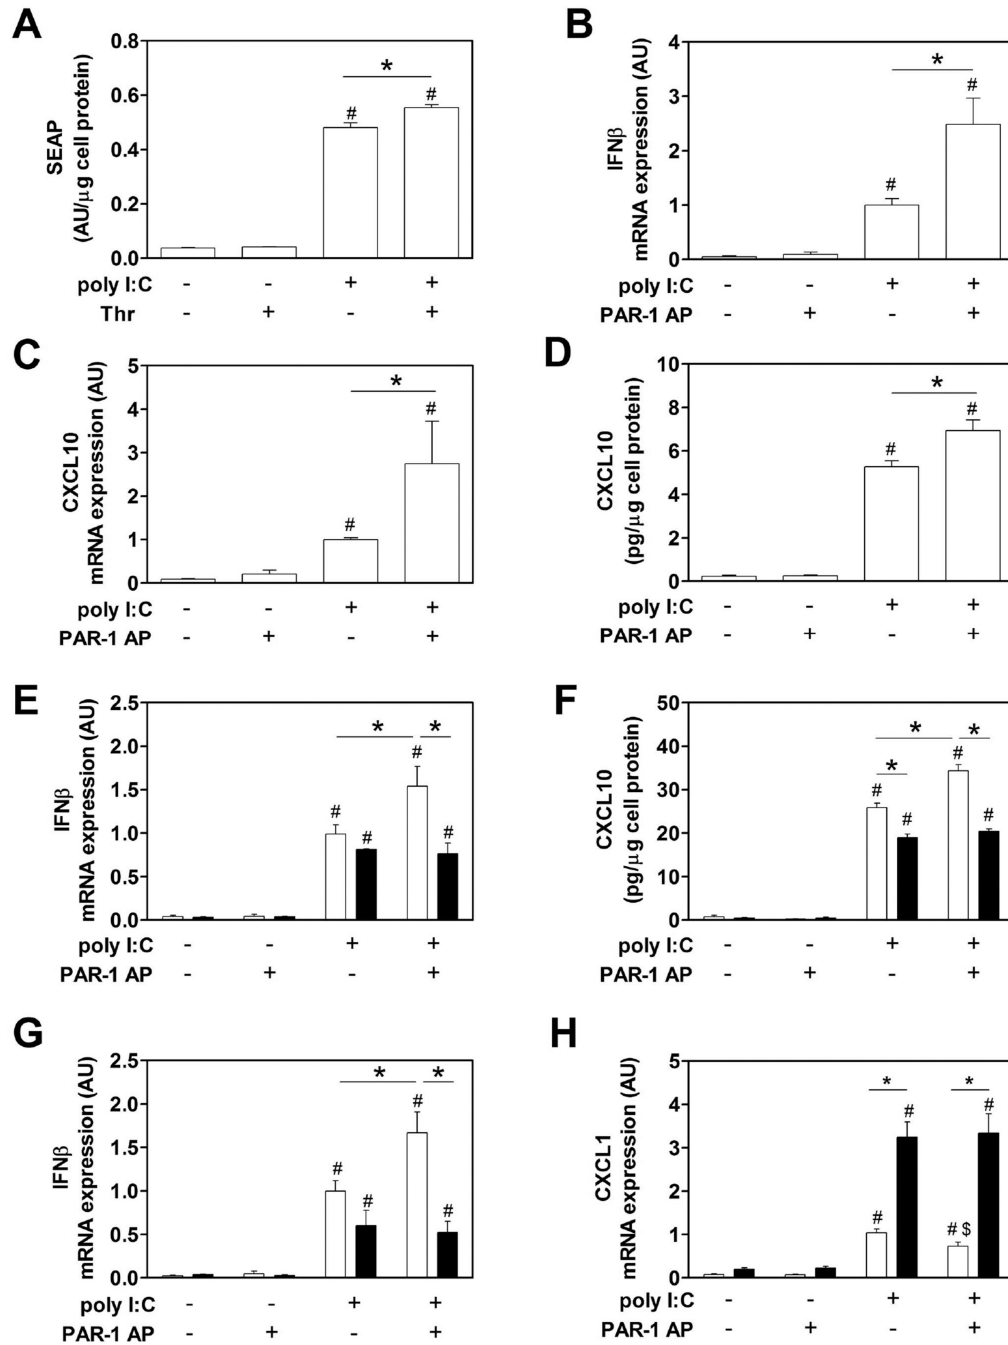 A
SEAP
(AU/μg cell protein)
0.8
0.6
0.4
0.2
0.0
*
#
#
poly I:C - - + +
Thr - + - +
B
IFNβ
mRNA expression (AU)
4
3
2
1
0
*
#
#
poly I:C - - + +
PAR-1 AP - + - +
C
CXCL10
mRNA expression (AU)
5
4
3
2
1
0
*
#
#
poly I:C - - + +
PAR-1 AP - + - +
D
CXCL10
(pg/μg cell protein)
10
8
6
4
2
0
*
#
#
poly I:C - - + +
PAR-1 AP - + - +
E
IFNβ
mRNA expression (AU)
2.5
2.0
1.5
1.0
0.5
0.0
* *
#
# # #
poly I:C - - + +
PAR-1 AP - + - +
F
CXCL10
(pg/μg cell protein)
50
40
30
20
10
0
* *
*
#
# # #
poly I:C - - + +
PAR-1 AP - + - +
G
IFNβ
mRNA expression (AU)
2.5
2.0
1.5
1.0
0.5
0.0
* *
#
# # #
poly I:C - - + +
PAR-1 AP - + - +
H
CXCL1
mRNA expression (AU)
5
4
3
2
1
0
* *
# #
# # $
poly I:C - - + +
PAR-1 AP - + - +